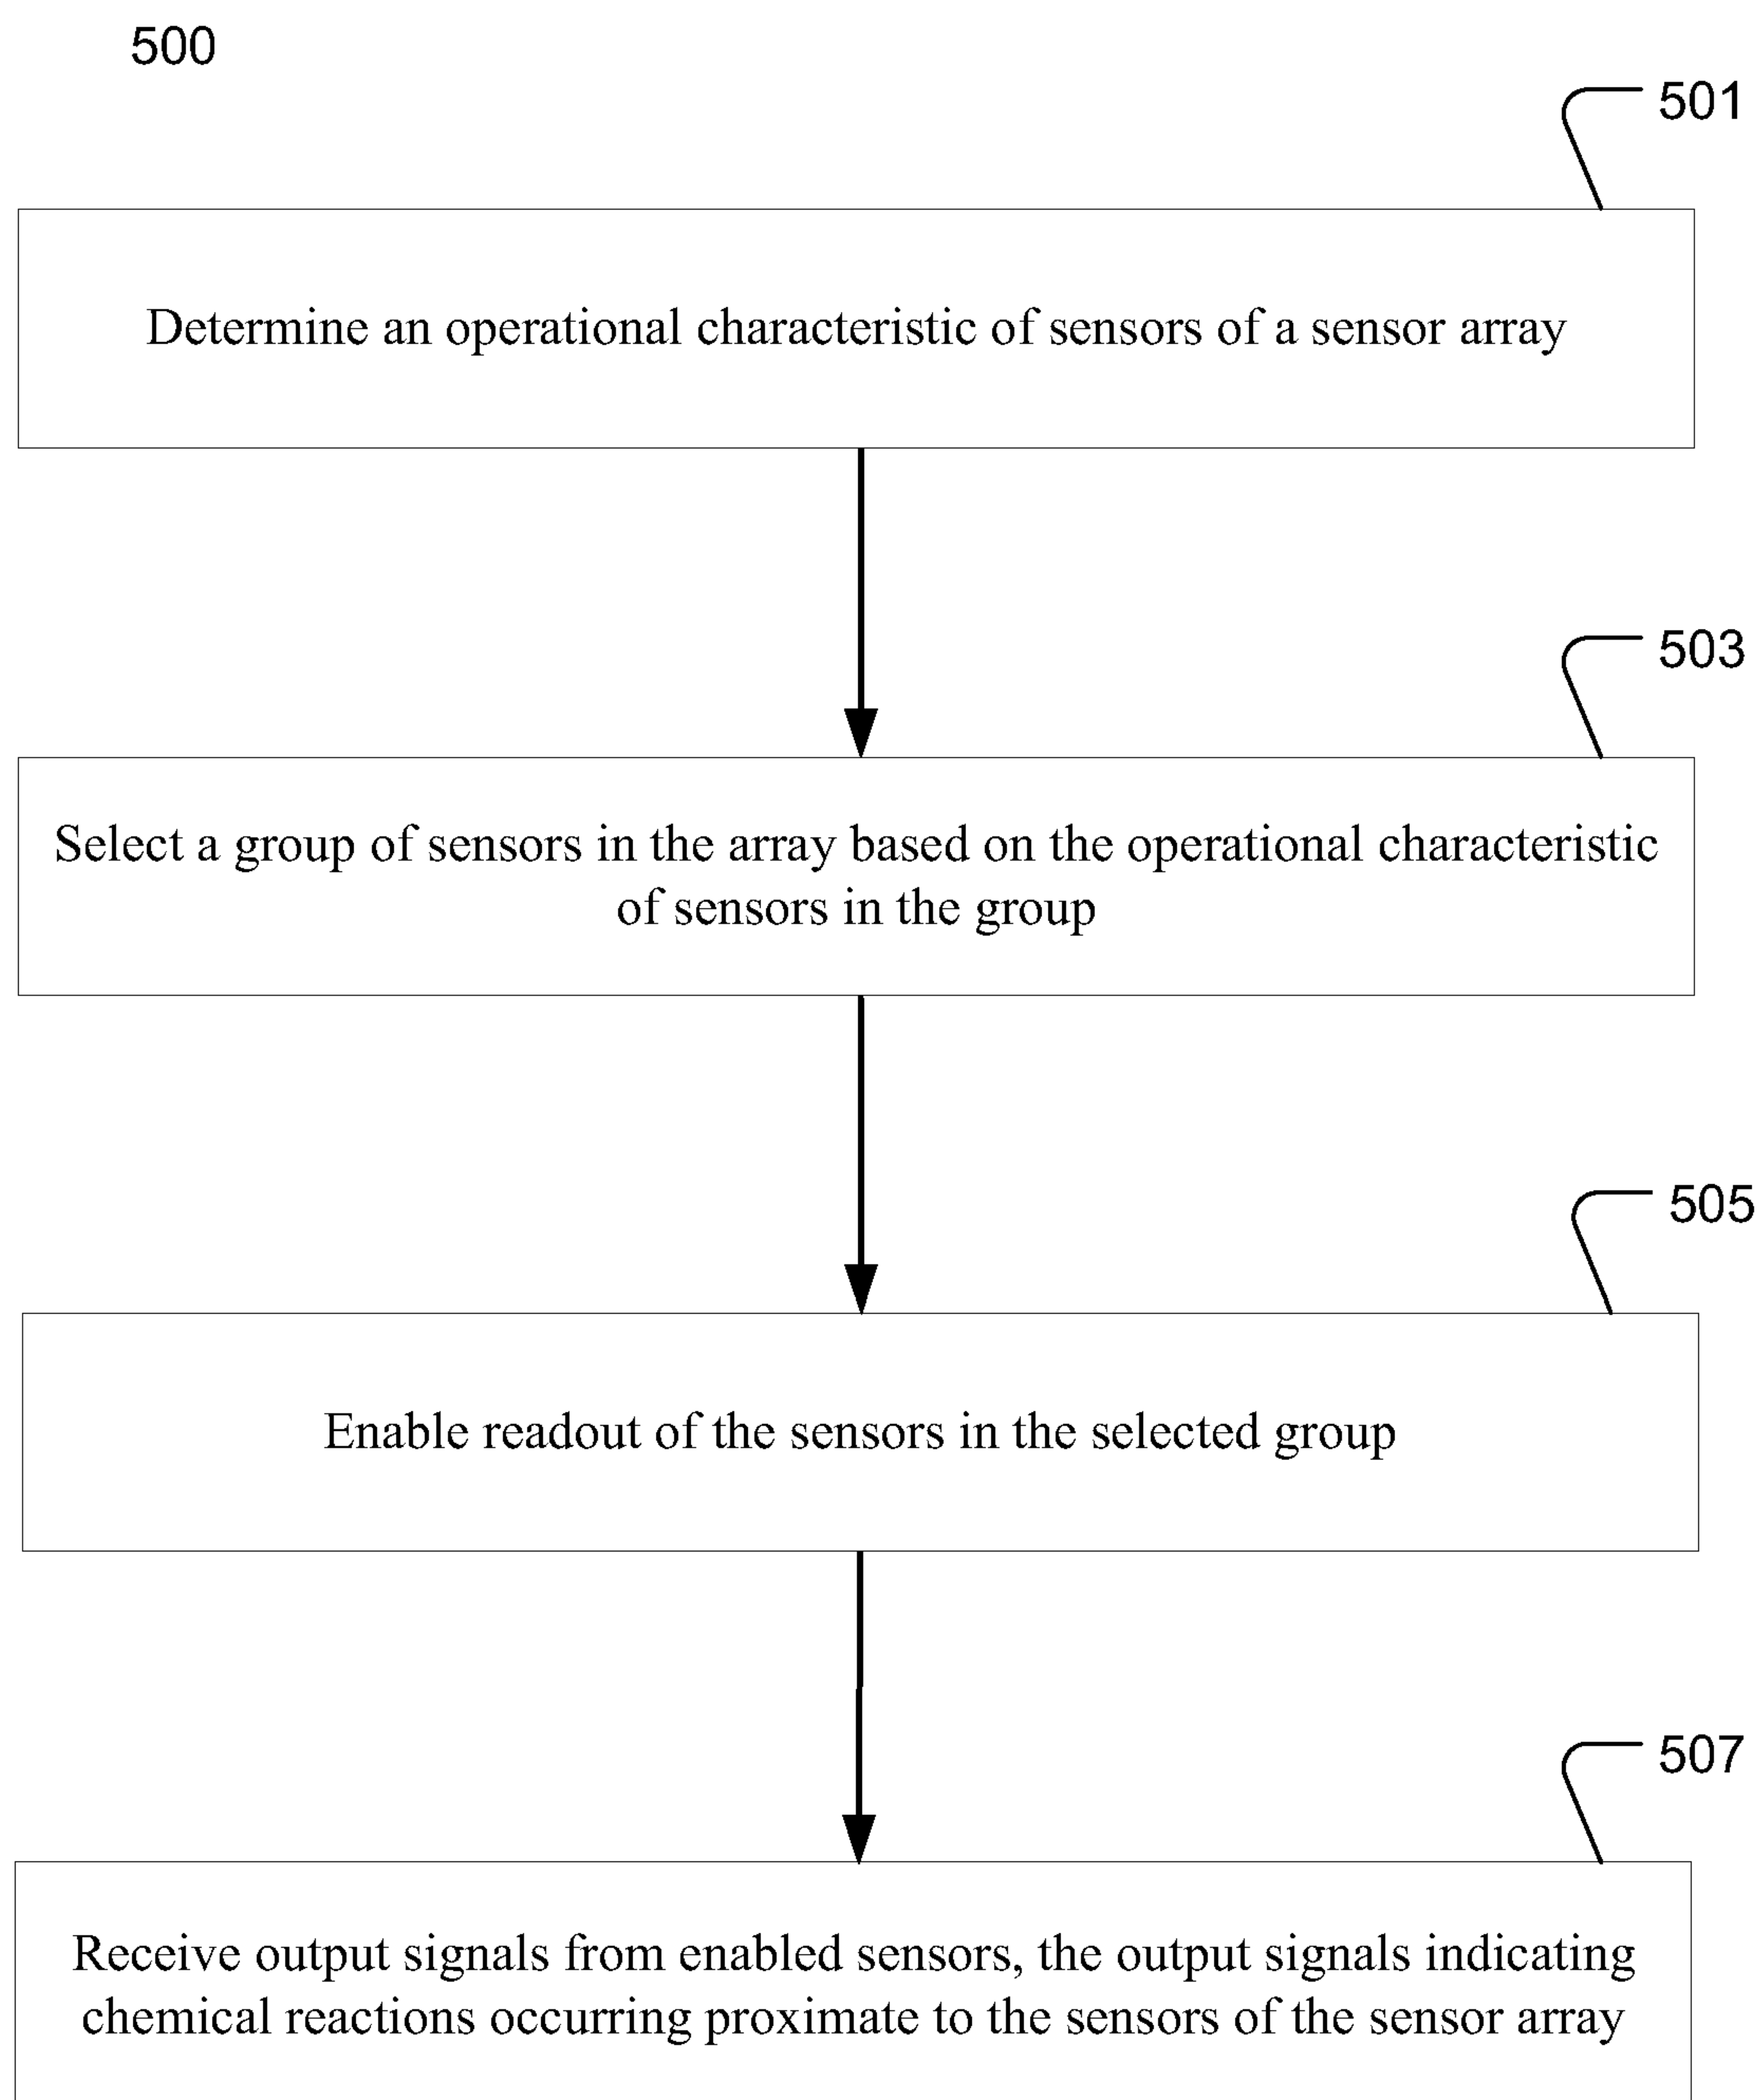 500
501
Determine an operational characteristic of sensors of a sensor array
503
Select a group of sensors in the array based on the operational characteristic
of sensors in the group
505
Enable readout of the sensors in the selected group
507
Receive output signals from enabled sensors, the output signals indicating
chemical reactions occurring proximate to the sensors of the sensor array